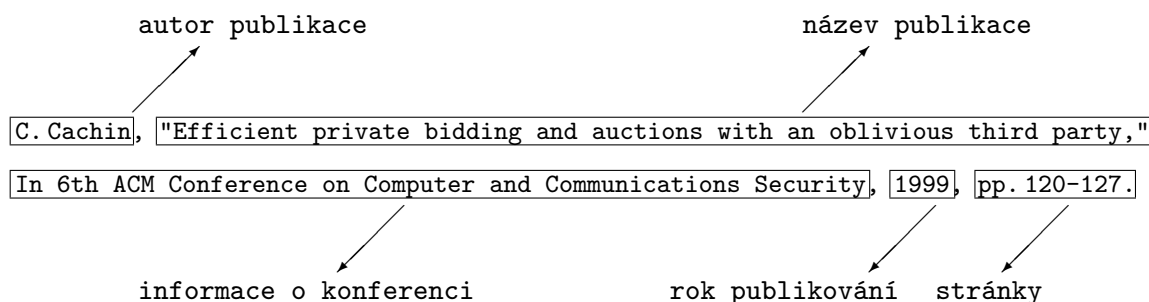 autor publikace název publikace
C. Cachin, "Efficient private bidding and auctions with an oblivious third party,"
In 6th ACM Conference on Computer and Communications Security, 1999, pp. 120-127.
informace o konferenci rok publikování stránky